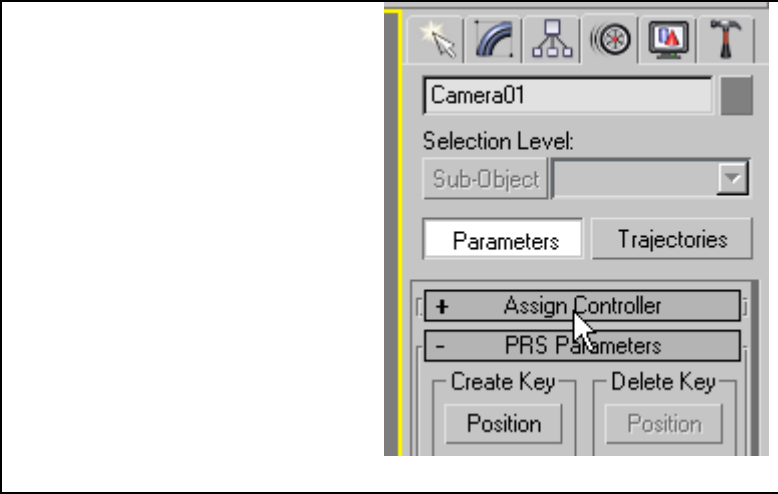 Camera01
Selection Level:
Sub-Object
Parameters Trajectories
+ Assign Controller
- PRS Parameters
Create Key Delete Key
Position Position